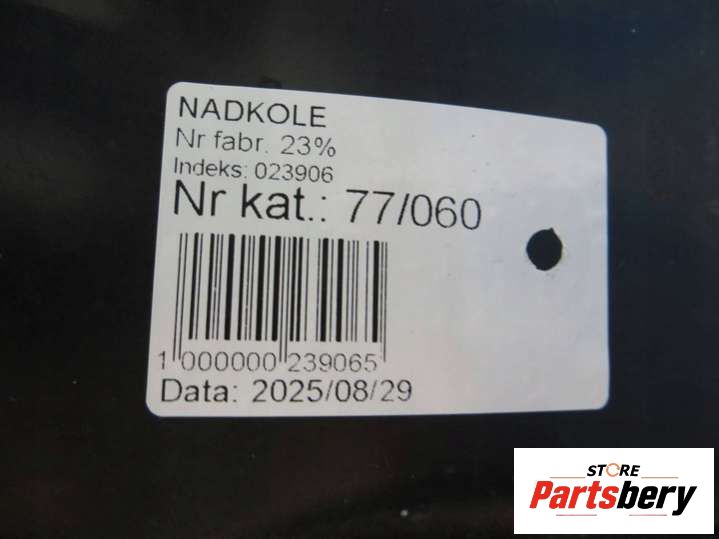 NADKOLE
Nr fabr. 23%
Indeks: 023906
Nr kat.: 77/060
1 000000 239065
Data: 2025/08/29
STORE
Partsbery